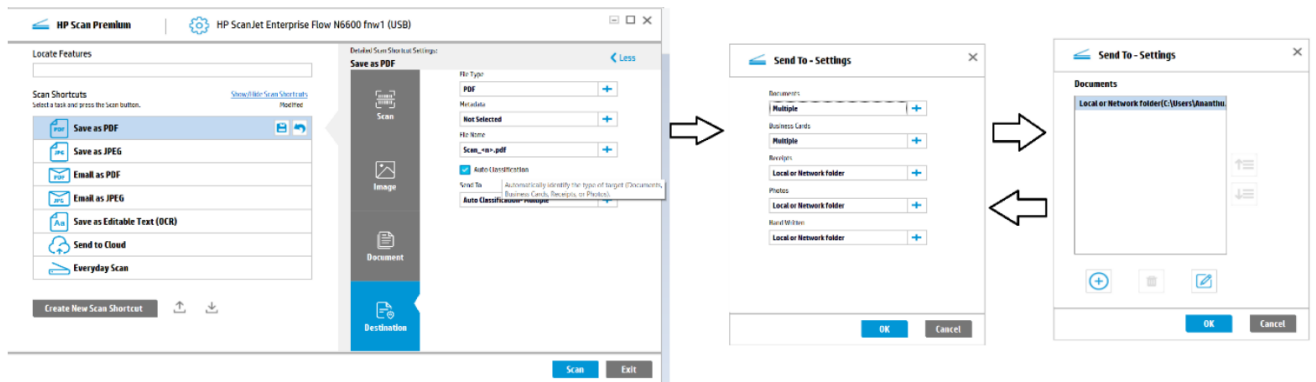 HP Scan Premium
HP ScanJet Enterprise Flow N6600 fnw1 (USB)
Locate Features
Scan Shortcuts
Show/Hide Scan Shortcuts
Select a task and press the Scan button.
Modified
Save as PDF
Save as JPEG
Email as PDF
Email as JPEG
Save as Editable Text (OCR)
Send to Cloud
Everyday Scan
Create New Scan Shortcut
Detailed Scan Shortcut Settings:
Save as PDF
Less
Scan
Image
Document
Destination
File Type
PDF
Metadata
Not Selected
File Name
Scan_<n>.pdf
Auto Classification
Send To
Automatically identify the type of target (Documents,
Business Cards, Receipts, or Photos).
Auto Classification- Multiple
Scan
Exit
Send To - Settings
Documents
Multiple
Business Cards
Multiple
Receipts
Local or Network folder
Photos
Local or Network folder
Hand Written
Local or Network folder
OK
Cancel
Send To - Settings
Documents
Local or Network folder(C:\Users\Ananthu.
OK
Cancel